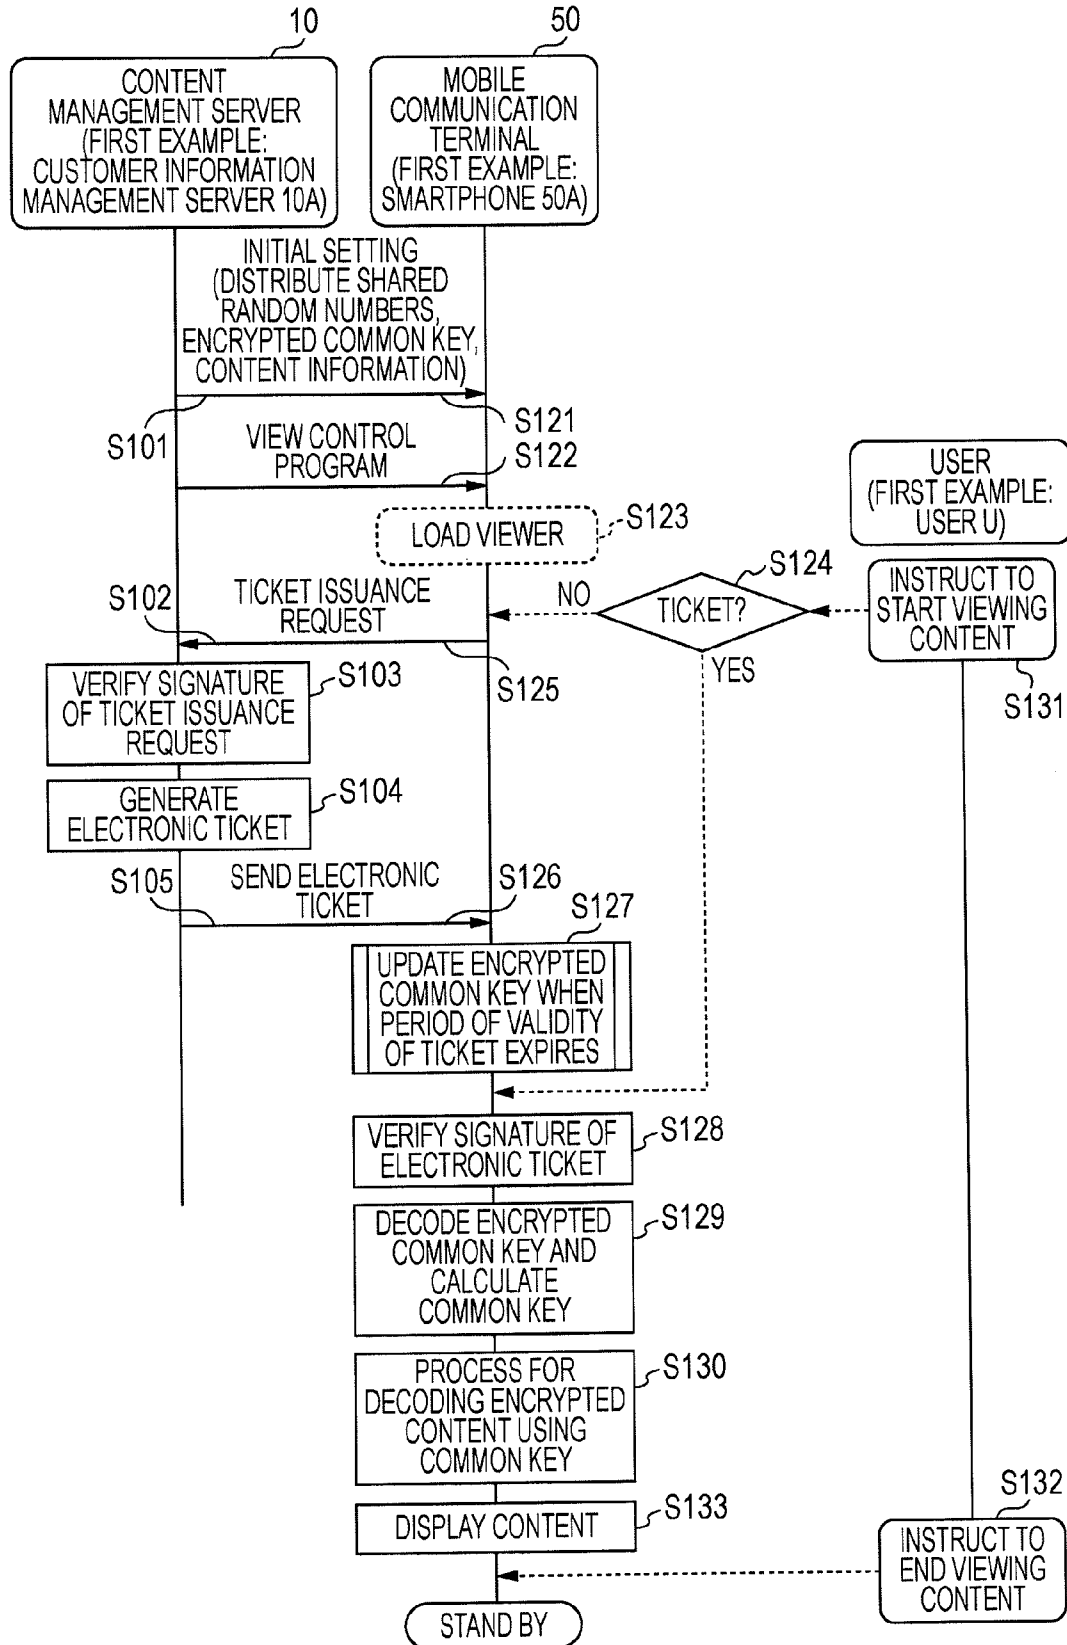 10
50
CONTENT
MANAGEMENT SERVER
(FIRST EXAMPLE:
CUSTOMER INFORMATION
MANAGEMENT SERVER 10A)
MOBILE
COMMUNICATION
TERMINAL
(FIRST EXAMPLE:
SMARTPHONE 50A)
INITIAL SETTING
(DISTRIBUTE SHARED
RANDOM NUMBERS,
ENCRYPTED COMMON KEY,
CONTENT INFORMATION)
S101
S121
VIEW CONTROL
PROGRAM
S122
USER
(FIRST EXAMPLE:
USER U)
LOAD VIEWER
S123
S124
TICKET?
NO
YES
INSTRUCT TO
START VIEWING
CONTENT
S131
S102
TICKET ISSUANCE
REQUEST
S125
VERIFY SIGNATURE
OF TICKET ISSUANCE
REQUEST
S103
GENERATE
ELECTRONIC TICKET
S104
S105
SEND ELECTRONIC
TICKET
S126
S127
UPDATE ENCRYPTED
COMMON KEY WHEN
PERIOD OF VALIDITY
OF TICKET EXPIRES
VERIFY SIGNATURE OF
ELECTRONIC TICKET
S128
DECODE ENCRYPTED
COMMON KEY AND
CALCULATE
COMMON KEY
S129
PROCESS FOR
DECODING ENCRYPTED
CONTENT USING
COMMON KEY
S130
DISPLAY CONTENT
S133
S132
INSTRUCT TO
END VIEWING
CONTENT
STAND BY